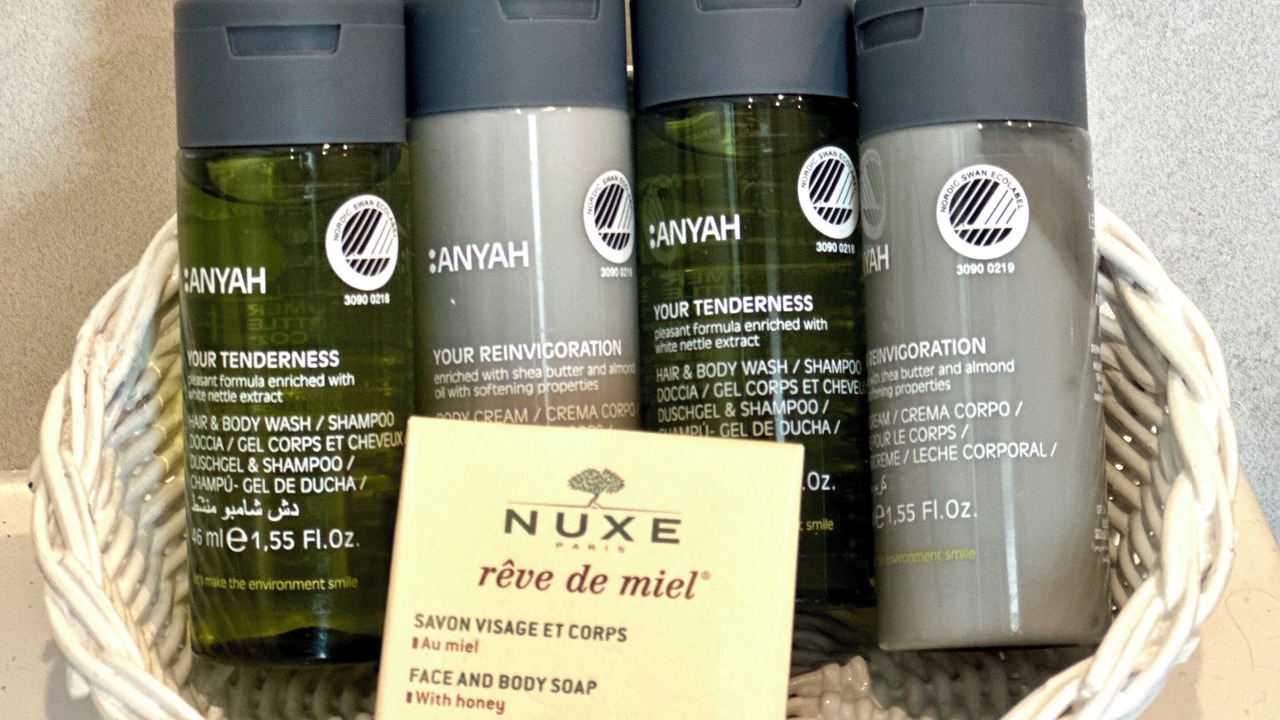 NORDIC SWAN ECOLABEL
3090 0218
:ANYAH
YOUR TENDERNESS
pleasant formula enriched with
white nettle extract
HAIR & BODY WASH / SHAMPOO
DOCCIA / GEL CORPS ET CHEVEUX
DUSCHGEL & SHAMPOO /
CHAMPÚ- GEL DE DUCHA /
دش شامبو منشط
46 ml e 1,55 Fl.Oz.
let's make the environment smile
NORDIC SWAN ECOLABEL
3090 0219
:ANYAH
YOUR REINVIGORATION
enriched with shea butter and almond
oil with softening properties
BODY CREAM / CREMA CORPO
NORDIC SWAN ECOLABEL
3090 0218
:ANYAH
YOUR TENDERNESS
pleasant formula enriched with
white nettle extract
HAIR & BODY WASH / SHAMPOO
DOCCIA / GEL CORPS ET CHEVEU
DUSCHGEL & SHAMPOO /
CHAMPÚ- GEL DE DUCHA /
.Oz.
smile
NORDIC SWAN ECOLABEL
3090 0219
YAH
REINVIGORATION
with shea butter and almond
softening properties
EAM / CREMA CORPO /
POUR LE CORPS /
CREME / LECHE CORPORAL /
e 1,55 Fl.Oz.
environment smile
NUXE
PARIS
rêve de miel®
SAVON VISAGE ET CORPS
Au miel
FACE AND BODY SOAP
With honey